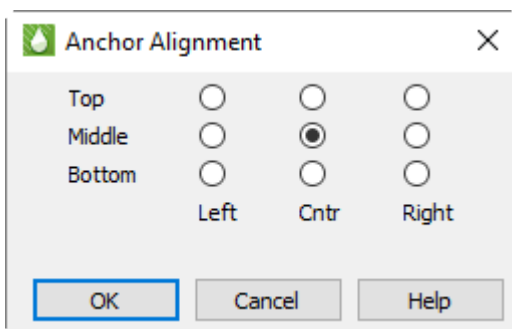 Anchor Alignment
Top
Middle
Bottom
Left Cntr Right
OK Cancel Help